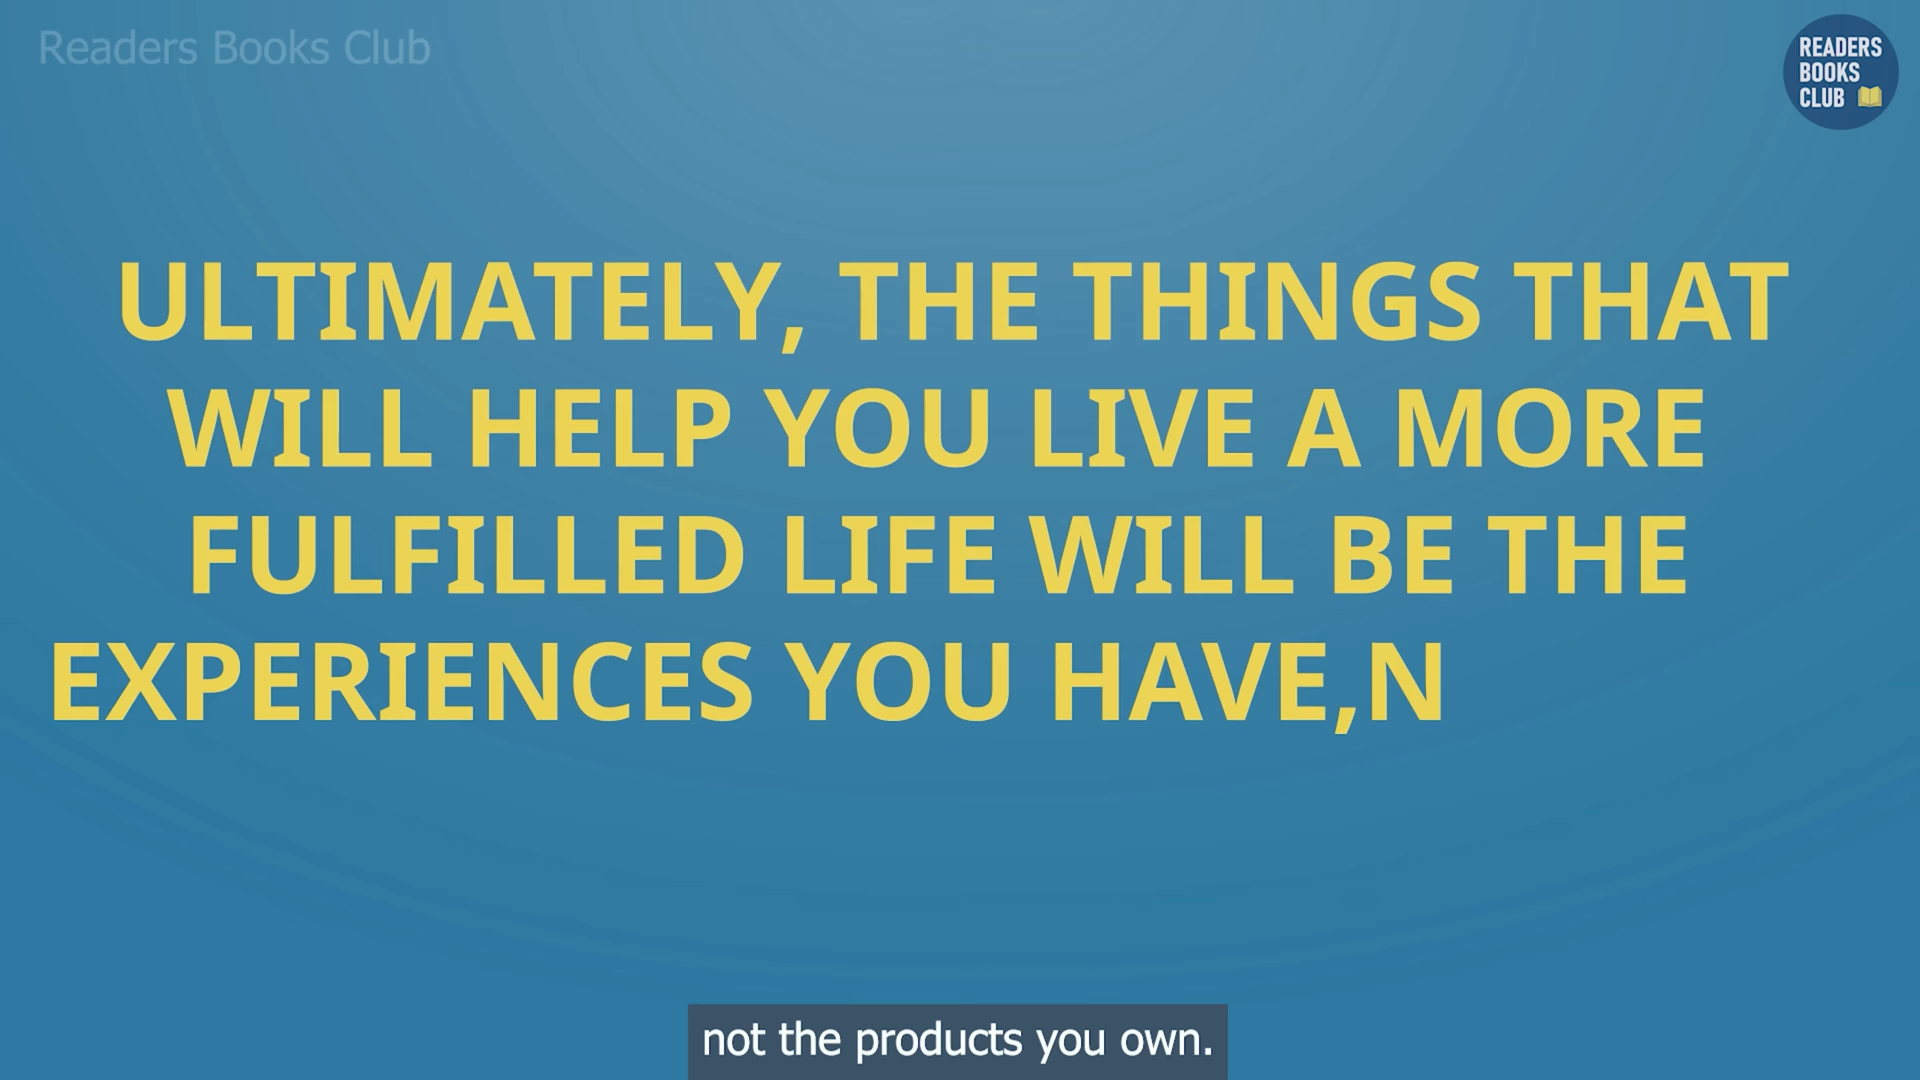 Readers Books Club
READERS
BOOKS
CLUB
ULTIMATELY, THE THINGS THAT
WILL HELP YOU LIVE A MORE
FULFILLED LIFE WILL BE THE
EXPERIENCES YOU HAVE,N
not the products you own.